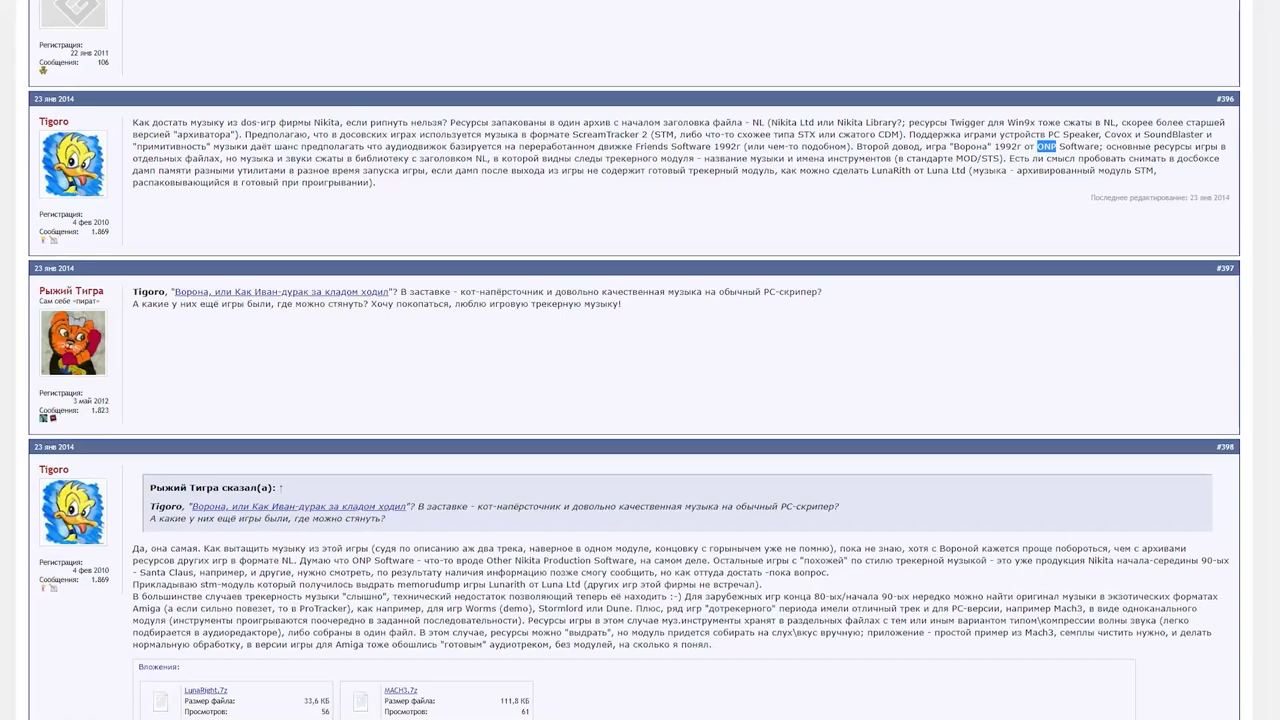 Регистрация:
22 янв 2011
Сообщения: 106
23 янв 2014 #396
Tigoro
Как достать музыку из dos-игр фирмы Nikita, если рипнуть нельзя? Ресурсы запакованы в один архив с началом заголовка файла - NL (Nikita Ltd или Nikita Library?; ресурсы Twigger для Win9x тоже сжаты в NL, скорее более старшей
версией "архиватора"). Предполагаю, что в досовских играх используется музыка в формате ScreamTracker 2 (STM, либо что-то схожее типа STX или сжатого CDM). Поддержка играми устройств PC Speaker, Covox и SoundBlaster и
"примитивность" музыки даёт шанс предполагать что аудиодвижок базируется на переработанном движке Friends Software 1992г (или чем-то подобном). Второй довод, игра "Ворона" 1992г от ONP Software; основные ресурсы игры в
отдельных файлах, но музыка и звуки сжаты в библиотеку с заголовком NL, в которой видны следы трекерного модуля - название музыки и имена инструментов (в стандарте MOD/STS). Есть ли смысл пробовать снимать в досбоксе
дамп памяти разными утилитами в разное время запуска игры, если дамп после выхода из игры не содержит готовый трекерный модуль, как можно сделать LunaRith от Luna Ltd (музыка - архивированный модуль STM,
распаковывающийся в готовый при проигрывании).
Последнее редактирование: 23 янв 2014
Регистрация:
4 фев 2010
Сообщения: 1.869
23 янв 2014 #397
Рыжий Тигра
Сам себе «пират»
Tigoro, "Ворона, или Как Иван-дурак за кладом ходил"? В заставке - кот-напёрсточник и довольно качественная музыка на обычный PC-скрипер?
А какие у них ещё игры были, где можно стянуть? Хочу покопаться, люблю игровую трекерную музыку!
Регистрация:
3 май 2012
Сообщения: 1.823
23 янв 2014 #398
Tigoro
Рыжий Тигра сказал(а): ↑
Tigoro, "Ворона, или Как Иван-дурак за кладом ходил"? В заставке - кот-напёрсточник и довольно качественная музыка на обычный PC-скрипер?
А какие у них ещё игры были, где можно стянуть?
Регистрация:
4 фев 2010
Сообщения: 1.869
Да, она самая. Как вытащить музыку из этой игры (судя по описанию аж два трека, наверное в одном модуле, концовку с горынычем уже не помню), пока не знаю, хотя с Вороной кажется проще побороться, чем с архивами
ресурсов других игр в формате NL. Думаю что ONP Software - что-то вроде Other Nikita Production Software, на самом деле. Остальные игры с "похожей" по стилю трекерной музыкой - это уже продукция Nikita начала-середины 90-ых
- Santa Claus, например, и другие, нужно смотреть, по результату наличия информацию позже смогу сообщить, но как оттуда достать -пока вопрос.
Прикладываю stm-модуль который получилось выдрать memorydump игры Lunarith от Luna Ltd (других игр этой фирмы не встречал).
В большинстве случаев трекерность музыки "слышно", технический недостаток позволяющий теперь её находить :-) Для зарубежных игр конца 80-ых/начала 90-ых нередко можно найти оригинал музыки в экзотических форматах
Amiga (а если сильно повезет, то в ProTracker), как например, для игр Worms (demo), Stormlord или Dune. Плюс, ряд игр "дотрекерного" периода имели отличный трек и для PC-версии, например Mach3, в виде одноканального
модуля (инструменты проигрываются поочередно в заданной последовательности). Ресурсы игры в этом случае муз.инструменты хранят в раздельных файлах с тем или иным вариантом типом\компрессии волны звука (легко
подбирается в аудиоредакторе), либо собраны в один файл. В этом случае, ресурсы можно "выдрать", но модуль придется собирать на слух\вкус вручную; приложение - простой пример из Mach3, семплы чистить нужно, и делать
нормальную обработку, в версии игры для Amiga тоже обошлись "готовым" аудиотреком, без модулей, на сколько я понял.
Вложения:
LunaRight.7z
Размер файла: 33,6 КБ
Просмотров: 56
MACH3.7z
Размер файла: 111,8 КБ
Просмотров: 61